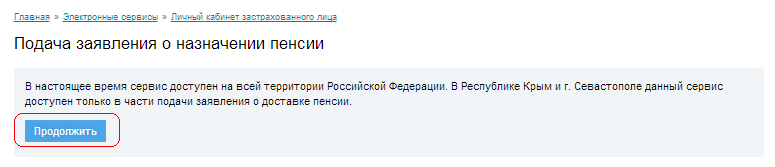 Главная » Электронные сервисы » Личный кабинет застрахованного лица
Подача заявления о назначении пенсии
В настоящее время сервис доступен на всей территории Российской Федерации. В Республике Крым и г. Севастополе данный сервис
доступен только в части подачи заявления о доставке пенсии.
Продолжить